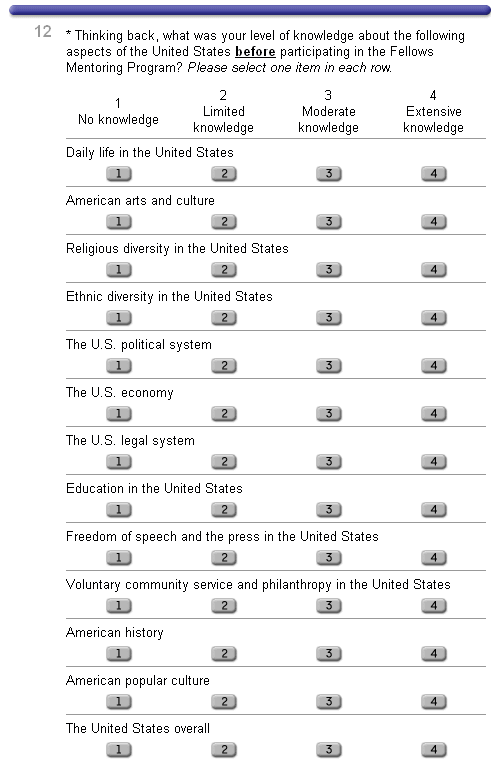 12
* Thinking back, what was your level of knowledge about the following
aspects of the United States before participating in the Fellows
Mentoring Program? Please select one item in each row.
1 2 3 4
No knowledge Limited Moderate Extensive
knowledge knowledge knowledge
Daily life in the United States
1 2 3 4
American arts and culture
1 2 3 4
Religious diversity in the United States
1 2 3 4
Ethnic diversity in the United States
1 2 3 4
The U.S. political system
1 2 3 4
The U.S. economy
1 2 3 4
The U.S. legal system
1 2 3 4
Education in the United States
1 2 3 4
Freedom of speech and the press in the United States
1 2 3 4
Voluntary community service and philanthropy in the United States
1 2 3 4
American history
1 2 3 4
American popular culture
1 2 3 4
The United States overall
1 2 3 4